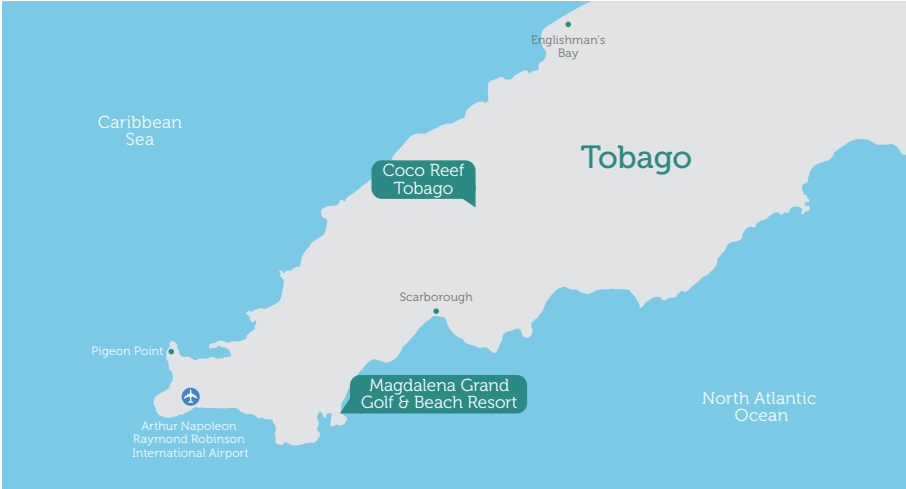 Englishman's
Bay
Caribbean
Sea
Tobago
Coco Reef
Tobago
Scarborough
Pigeon Point
Magdalena Grand
Golf & Beach Resort
North Atlantic
Ocean
Arthur Napoleon
Raymond Robinson
International Airport